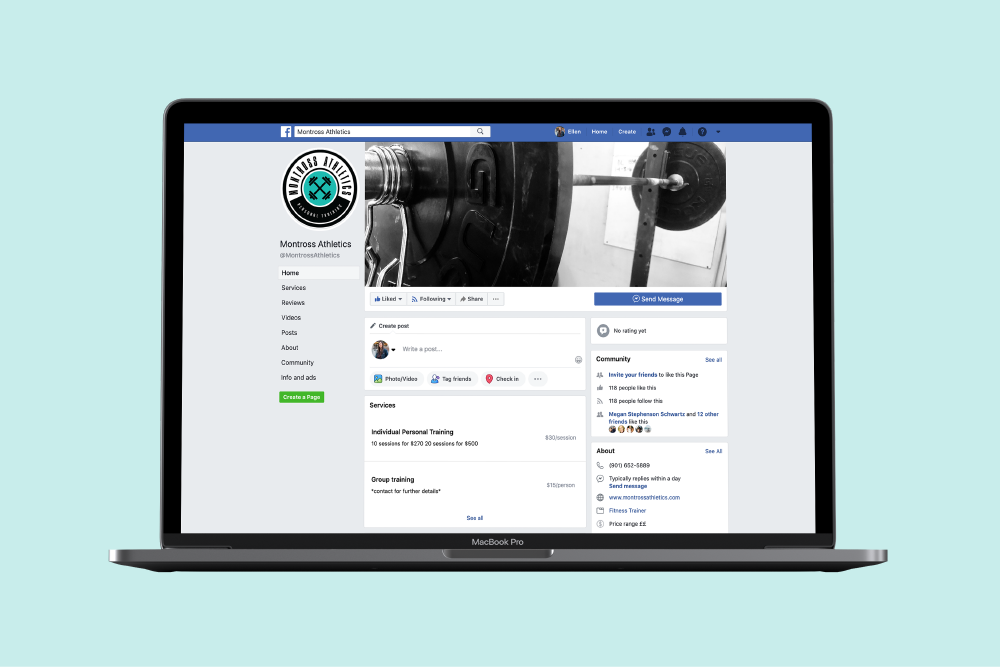 Montross Athletics
Ellen
Home
Create
MONTROSS ATHLETICS
PERSONAL TRAINING
Montross Athletics
@MontrossAthletics
Home
Services
Reviews
Videos
Posts
About
Community
Info and ads
Create a Page
Liked
Following
Share
Send Message
Create post
Write a post...
Photo/Video
Tag friends
Check in
Services
Individual Personal Training
10 sessions for $270 20 sessions for $500
$30/session
Group training
*contact for further details*
$15/person
See all
No rating yet
Community
See all
Invite your friends to like this Page
118 people like this
118 people follow this
Megan Stephenson Schwartz and 12 other
friends like this
About
See All
(901) 652-5889
Typically replies within a day
Send message
www.montrossathletics.com
Fitness Trainer
Price range ££
MacBook Pro